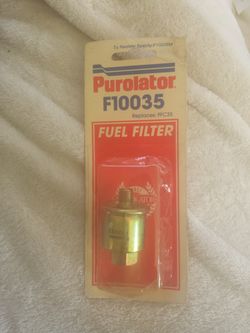 Purolator
F10035
Replaces: PFC35
FUEL FILTER